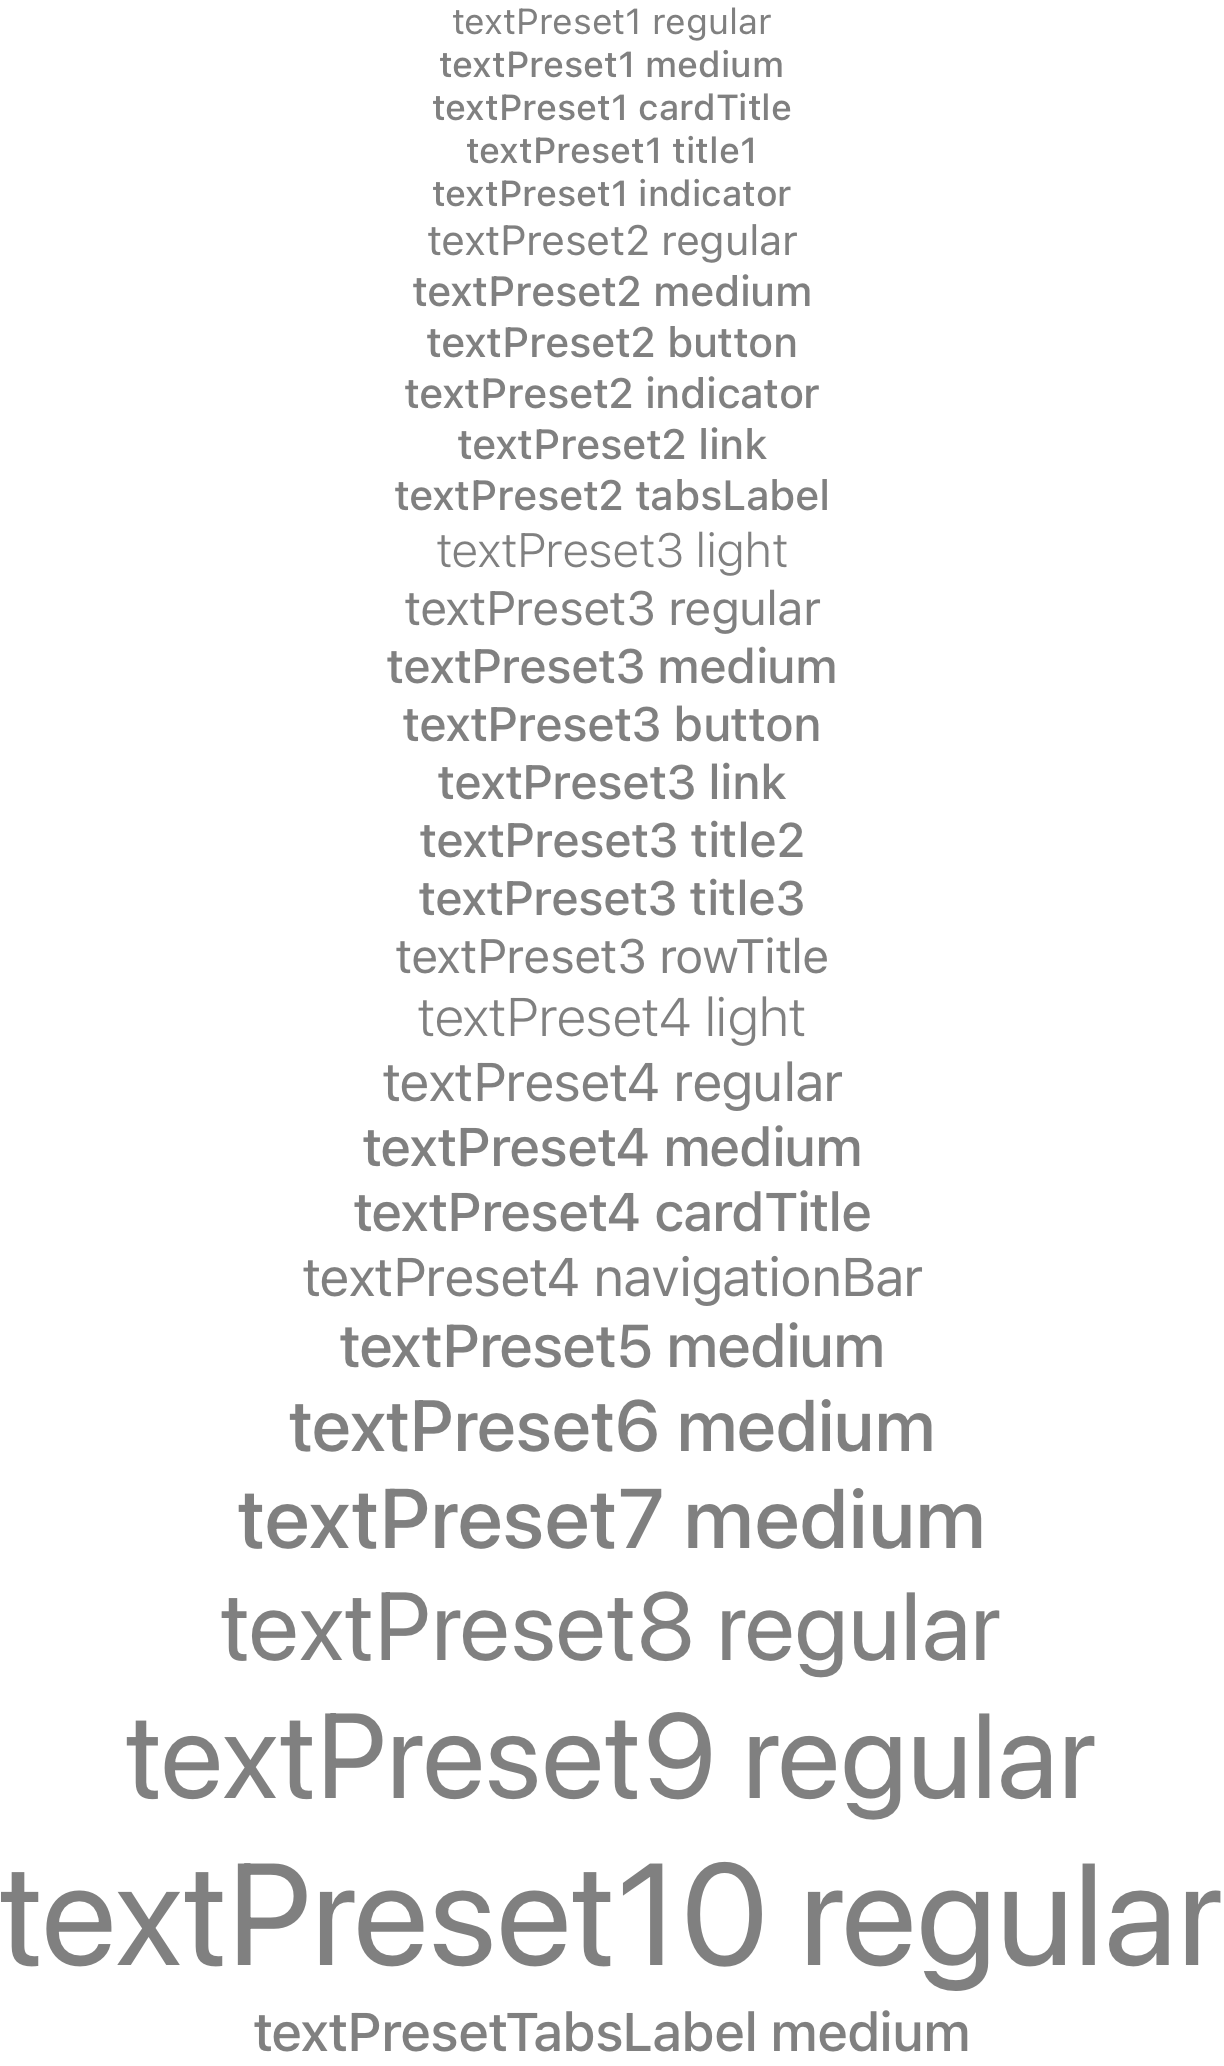 textPreset1 regular
textPreset1 medium
textPreset1 cardTitle
textPreset1 title1
textPreset1 indicator
textPreset2 regular
textPreset2 medium
textPreset2 button
textPreset2 indicator
textPreset2 link
textPreset2 tabsLabel
textPreset3 light
textPreset3 regular
textPreset3 medium
textPreset3 button
textPreset3 link
textPreset3 title2
textPreset3 title3
textPreset3 rowTitle
textPreset4 light
textPreset4 regular
textPreset4 medium
textPreset4 cardTitle
textPreset4 navigationBar
textPreset5 medium
textPreset6 medium
textPreset7 medium
textPreset8 regular
textPreset9 regular
textPreset10 regular
textPresetTabsLabel medium